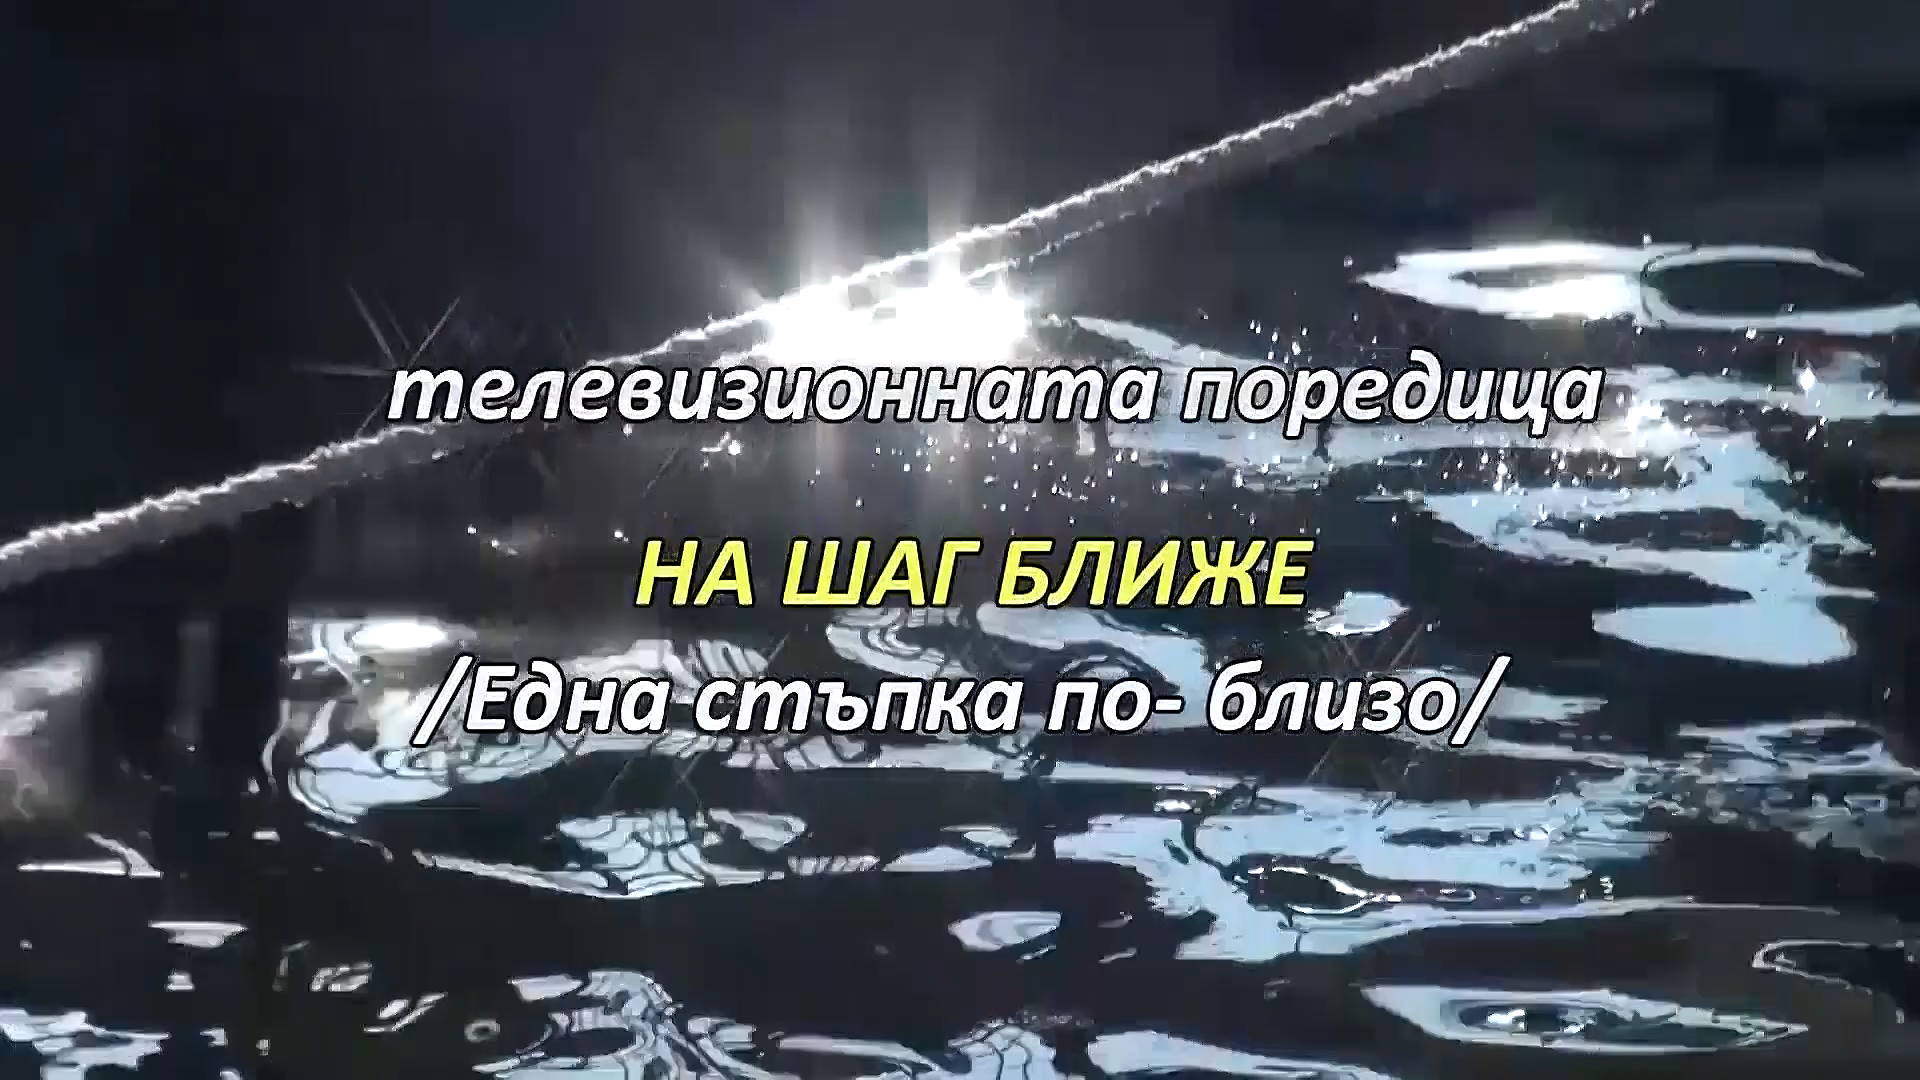 телевизионната поредица
НА ШАГ БЛИЖЕ
/Една стъпка по- близо/